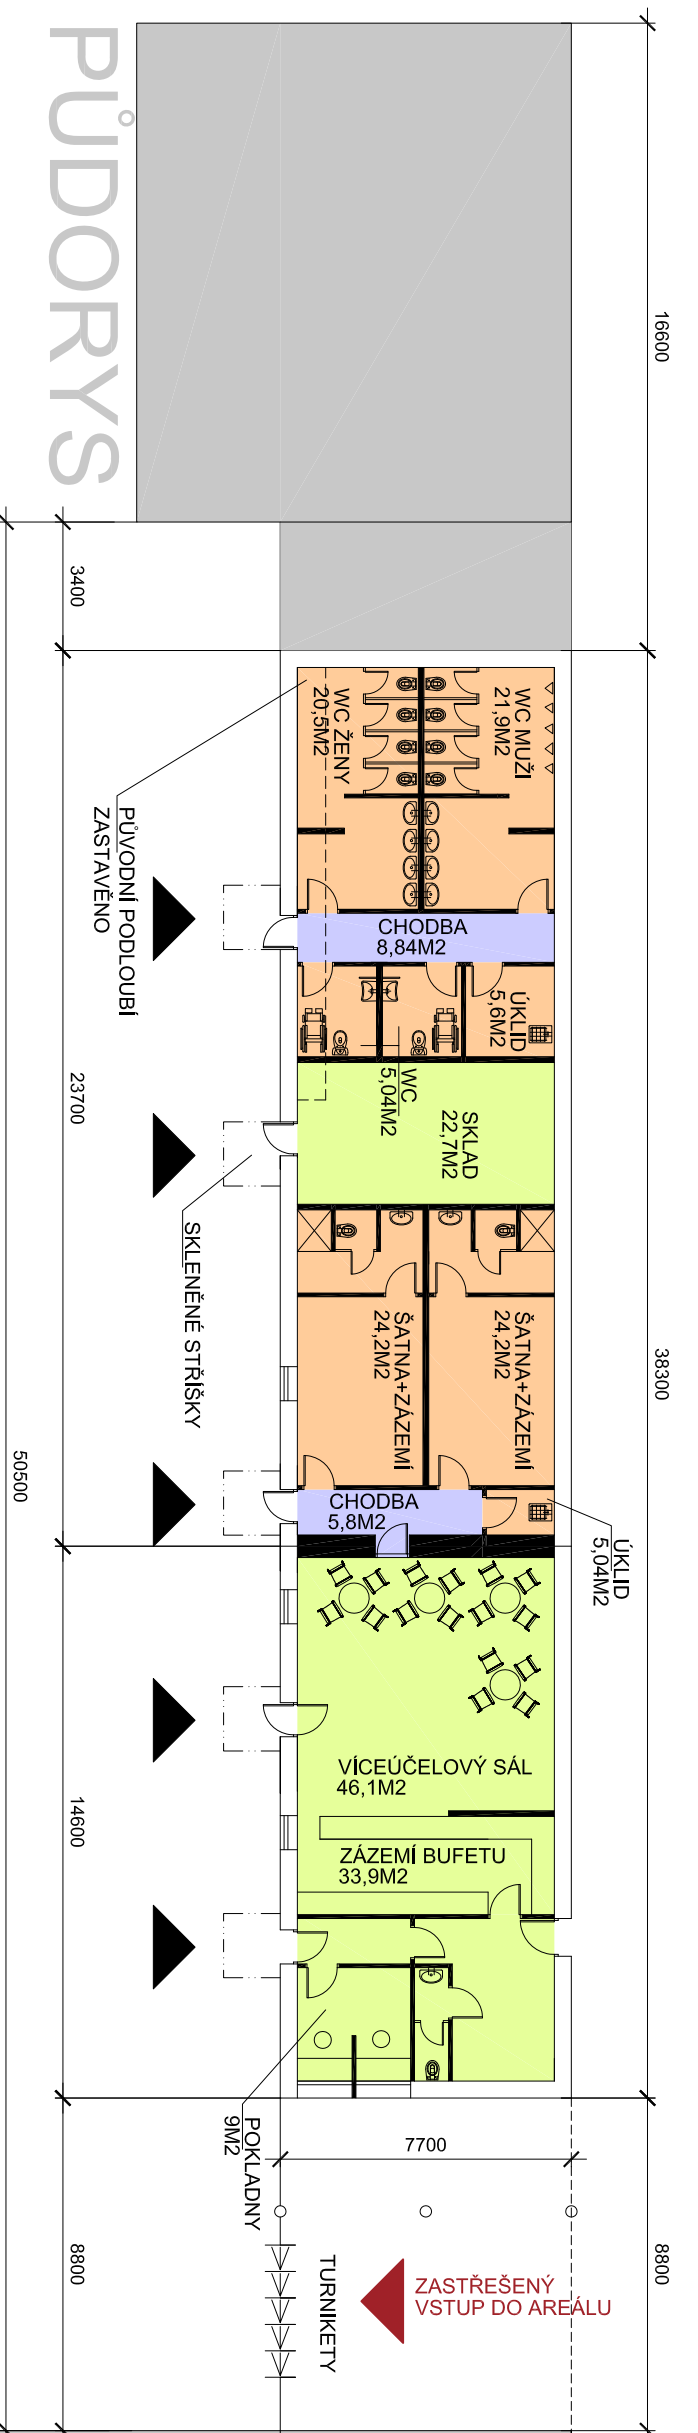 PŮDORYS
16600
3400
WC MUŽI
21,9M2
WC ŽENY
20,5M2
PŮVODNÍ PODLOUBÍ
ZASTAVĚNO
CHODBA
8,84M2
ÚKLID
5,6M2
WC
5,04M2
SKLAD
22,7M2
23700
SKLENĚNÉ STŘÍŠKY
ŠATNA+ZÁZEMÍ
24,2M2
ŠATNA+ZÁZEMÍ
24,2M2
38300
50500
CHODBA
5,8M2
ÚKLID
5,04M2
VÍCEÚČELOVÝ SÁL
46,1M2
14600
ZÁZEMÍ BUFETU
33,9M2
POKLADNY
9M2
7700
8800
8800
TURNIKETY
ZASTŘEŠENÝ
VSTUP DO AREÁLU